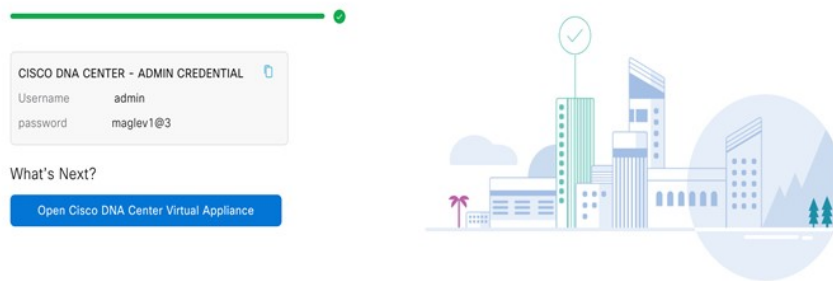 CISCO DNA CENTER - ADMIN CREDENTIAL
Username admin
password maglev1@3
What's Next?
Open Cisco DNA Center Virtual Appliance